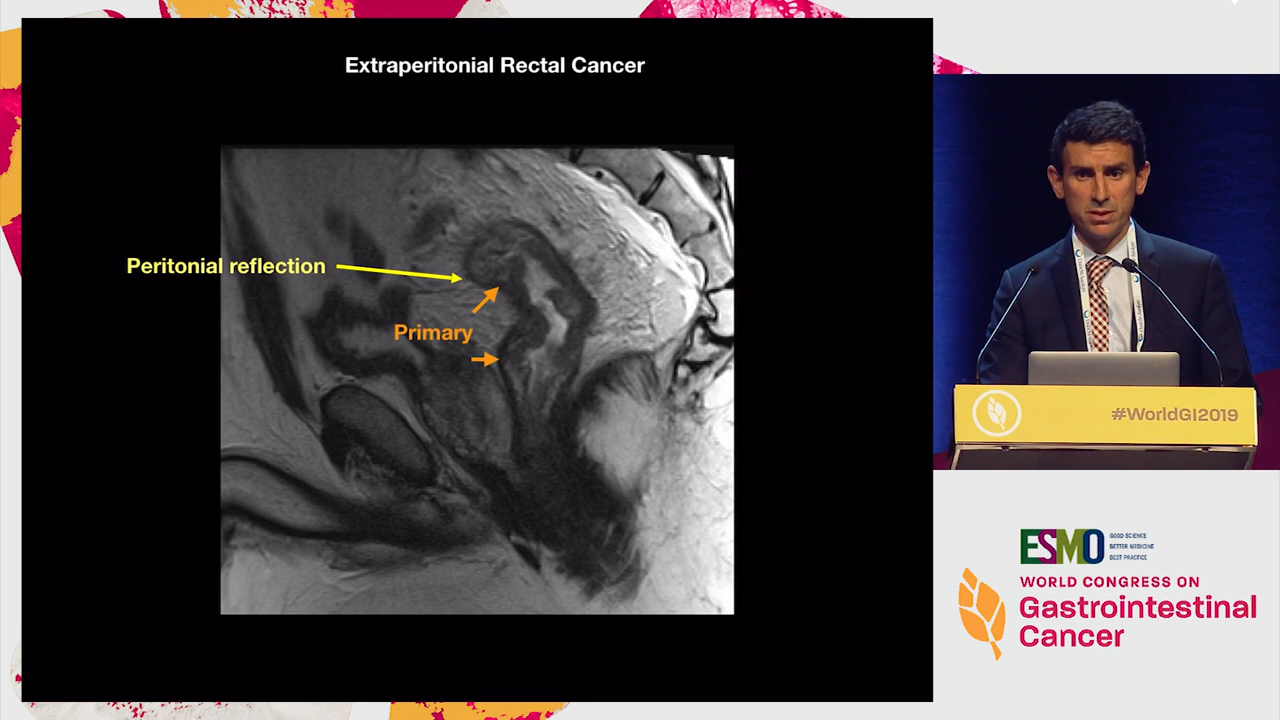 Extraperitonial Rectal Cancer
Peritonial reflection
Primary
#WorldGI2019
ESMO
GOOD SCIENCE
BETTER MEDICINE
BEST PRACTICE
WORLD CONGRESS ON
Gastrointestinal
Cancer